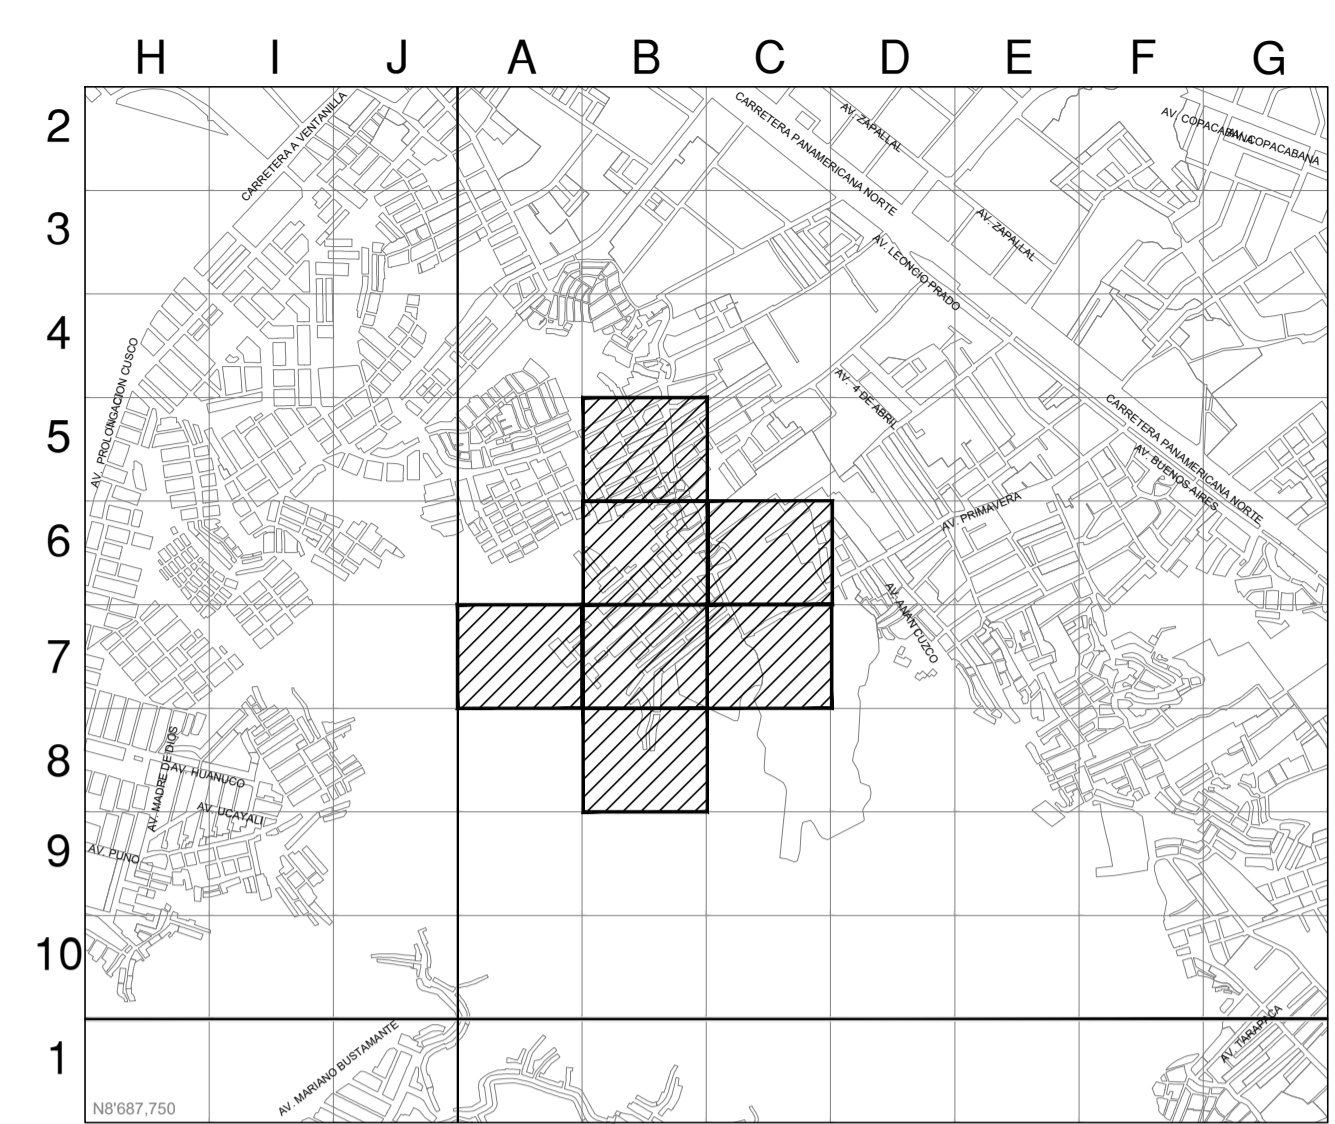 H I J A B C D E F G
2
CARRETERA A VENTANILLA
CARRETERA PANAMERICANA NORTE
AV. ZAPALLAL
AV. COPACABANA
AV. COPACABANA
3
AV. ZAPALLAL
AV. LEONCIO PRADO
4
AV. PROLONGACION CUSCO
AV. 4 DE ABRIL
5
CARRETERA PANAMERICANA NORTE
AV. BUENOS AIRES
AV. PRIMAVERA
6
AV. ANAN CUZCO
7
8
AV. MADRE DE DIOS
AV. HUANUCO
AV. UCAYALI
9
AV. PUNO
10
AV. TARAPACA
1
AV. MARIANO BUSTAMANTE
N8'687,750